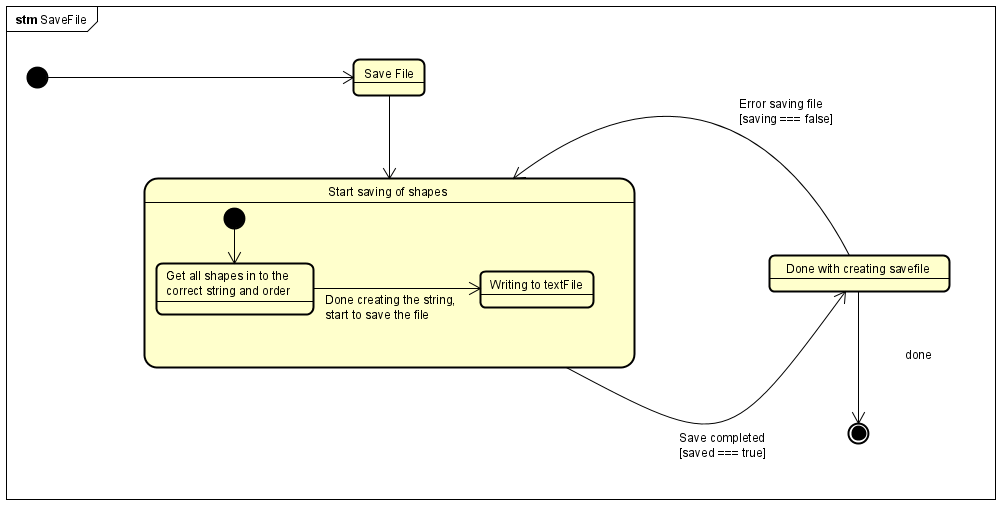 stm SaveFile
Save File
Error saving file
[saving === false]
Start saving of shapes
Get all shapes in to the
correct string and order
Done creating the string,
start to save the file
Writing to textFile
Done with creating savefile
done
Save completed
[saved === true]